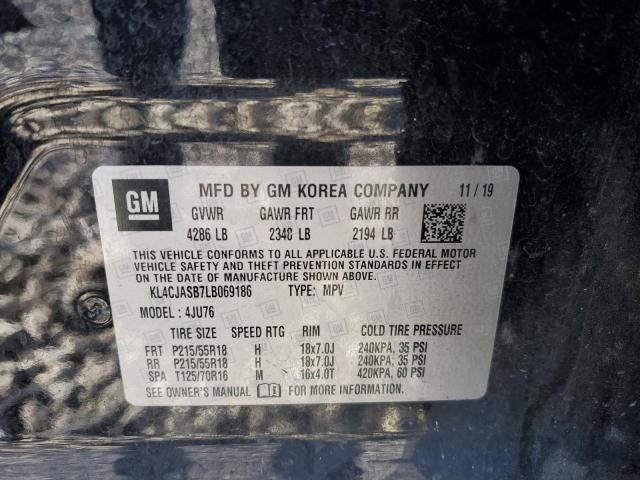 GM
MFD BY GM KOREA COMPANY 11 / 19
GVWR GAWR FRT GAWR RR
4286 LB 2348 LB 2194 LB
THIS VEHICLE CONFORMS TO ALL APPLICABLE U.S. FEDERAL MOTOR
VEHICLE SAFETY AND THEFT PREVENTION STANDARDS IN EFFECT
ON THE DATE OF MANUFACTURE SHOWN ABOVE.
KL4CJASB7LB069186 TYPE: MPV
MODEL : 4JU76
TIRE SIZE SPEED RTG RIM COLD TIRE PRESSURE
FRT P215/55R18 H 18x7.0J 240KPA, 35 PSI
RR P215/55R18 H 18x7.0J 240KPA, 35 PSI
SPA T125/70R16 M 16x4.0T 420KPA, 60 PSI
SEE OWNER'S MANUAL FOR MORE INFORMATION.